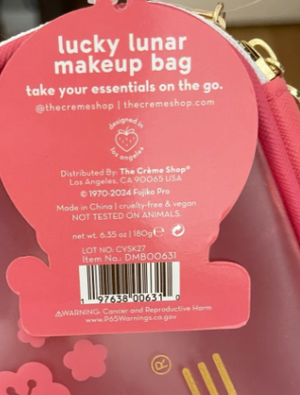 lucky lunar
makeup bag
take your essentials on the go.
@thecremeshop | thecremeshop.com
designed in
los angeles
Distributed By: The Crème Shop®
Los Angeles, CA 90065 USA
© 1970-2024 Fujiko Pro
Made in China | cruelty-free & vegan
NOT TESTED ON ANIMALS.
net wt. 6.35 oz | 180g ℮
LOT NO: CYSK27
Item No.: DMB00631
1 97638 00631 0
⚠WARNING: Cancer and Reproductive Harm
www.P65Warnings.ca.gov
®